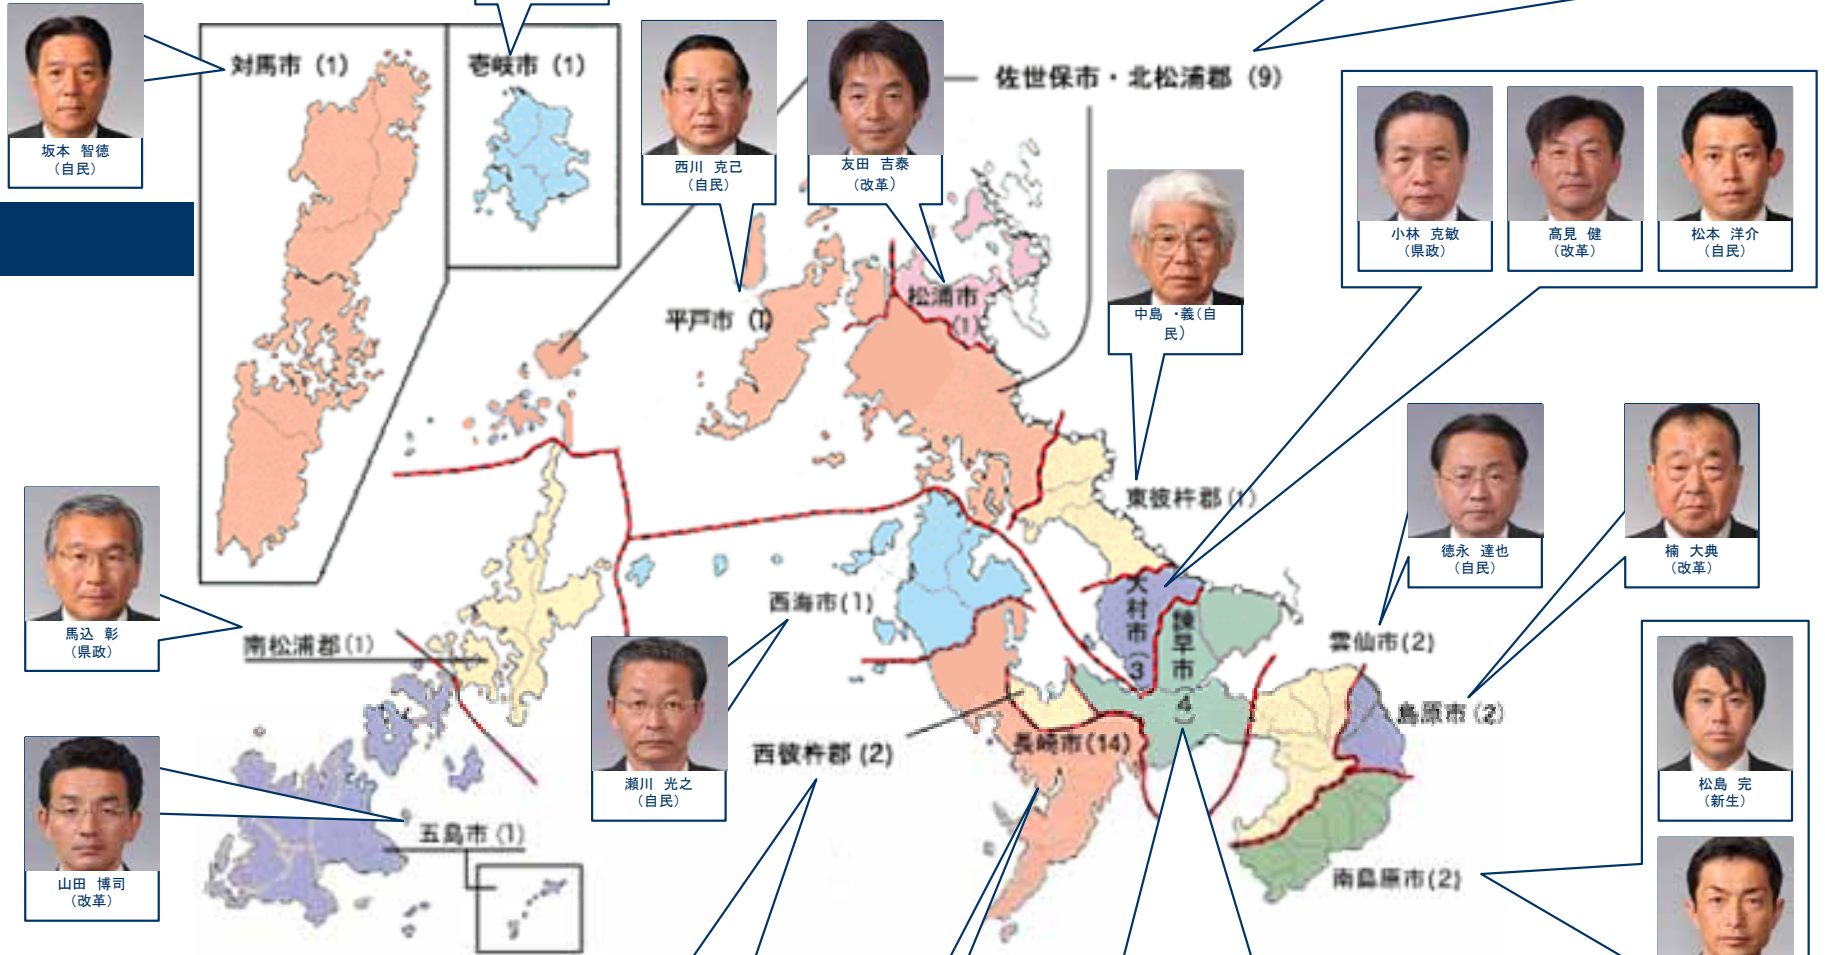 対馬市 (1)
壱岐市 (1)
佐世保市・北松浦郡 (9)
坂本 智徳
(自民)
西川 克己
(自民)
友田 吉泰
(改革)
小林 克敏
(県政)
髙見 健
(改革)
松本 洋介
(自民)
平戸市 (1)
松浦市
(1)
中島 ・義(自
民)
東彼杵郡(1)
徳永 達也
(自民)
楠 大典
(改革)
馬込 彰
(県政)
南松浦郡(1)
西海市(1)
大村市(3
諫早市(4)
雲仙市(2)
島原市(2)
瀬川 光之
(自民)
西彼杵郡(2)
長崎市(14)
松島 完
(新生)
山田 博司
(改革)
五島市(1)
南島原市(2)